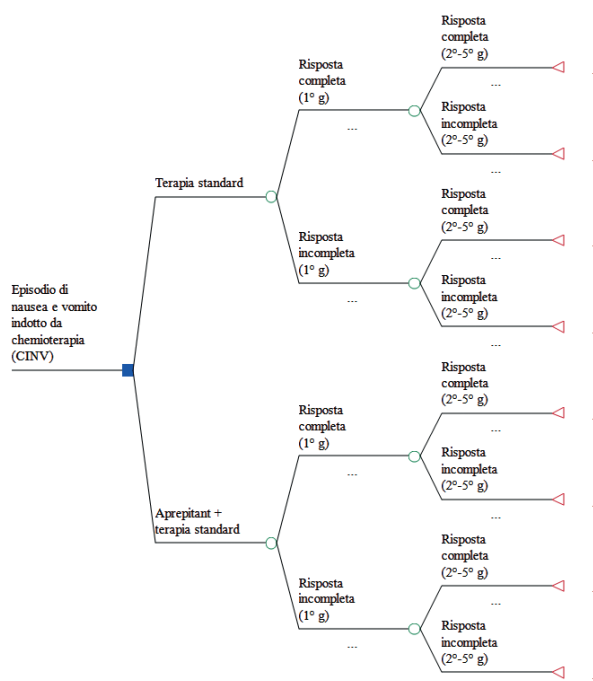 Risposta
completa
(2°-5° g)
...
Risposta
completa
(1° g)
...
Risposta
incompleta
(2°-5° g)
...
Terapia standard
Risposta
completa
(2°-5° g)
...
Risposta
incompleta
(1° g)
...
Risposta
incompleta
(2°-5° g)
...
Episodio di
nausea e vomito
indotto da
chemioterapia
(CINV)
Risposta
completa
(2°-5° g)
...
Risposta
completa
(1° g)
...
Risposta
incompleta
(2°-5° g)
...
Aprepitant +
terapia standard
Risposta
completa
(2°-5° g)
...
Risposta
incompleta
(1° g)
...
Risposta
incompleta
(2°-5° g)